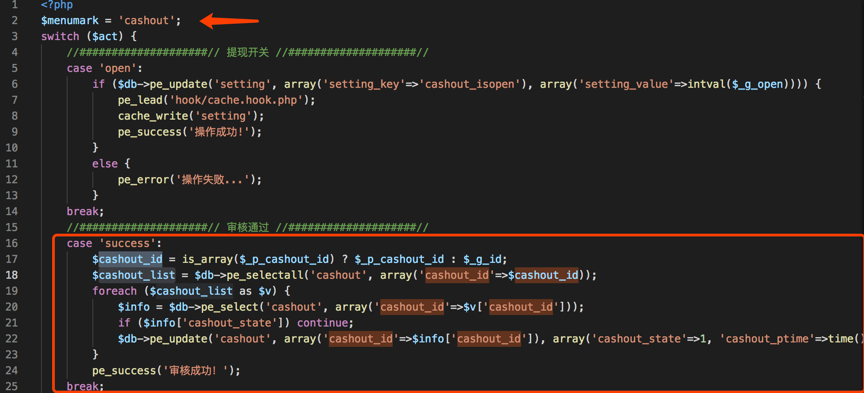 1 <?php
2 $menumark = 'cashout';
3 switch ($act) {
4 //####################// 提现开关 //####################//
5 case 'open':
6 if ($db->pe_update('setting', array('setting_key'=>'cashout_isopen'), array('setting_value'=>intval($_g_open)))) {
7 pe_lead('hook/cache.hook.php');
8 cache_write('setting');
9 pe_success('操作成功!');
10 }
11 else {
12 pe_error('操作失败...');
13 }
14 break;
15 //####################// 审核通过 //####################//
16 case 'success':
17 $cashout_id = is_array($_p_cashout_id) ? $_p_cashout_id : $_g_id;
18 $cashout_list = $db->pe_selectall('cashout', array('cashout_id'=>$cashout_id));
19 foreach ($cashout_list as $v) {
20 $info = $db->pe_select('cashout', array('cashout_id'=>$v['cashout_id']));
21 if ($info['cashout_state']) continue;
22 $db->pe_update('cashout', array('cashout_id'=>$info['cashout_id']), array('cashout_state'=>1, 'cashout_ptime'=>time()
23 }
24 pe_success('审核成功！');
25 break;